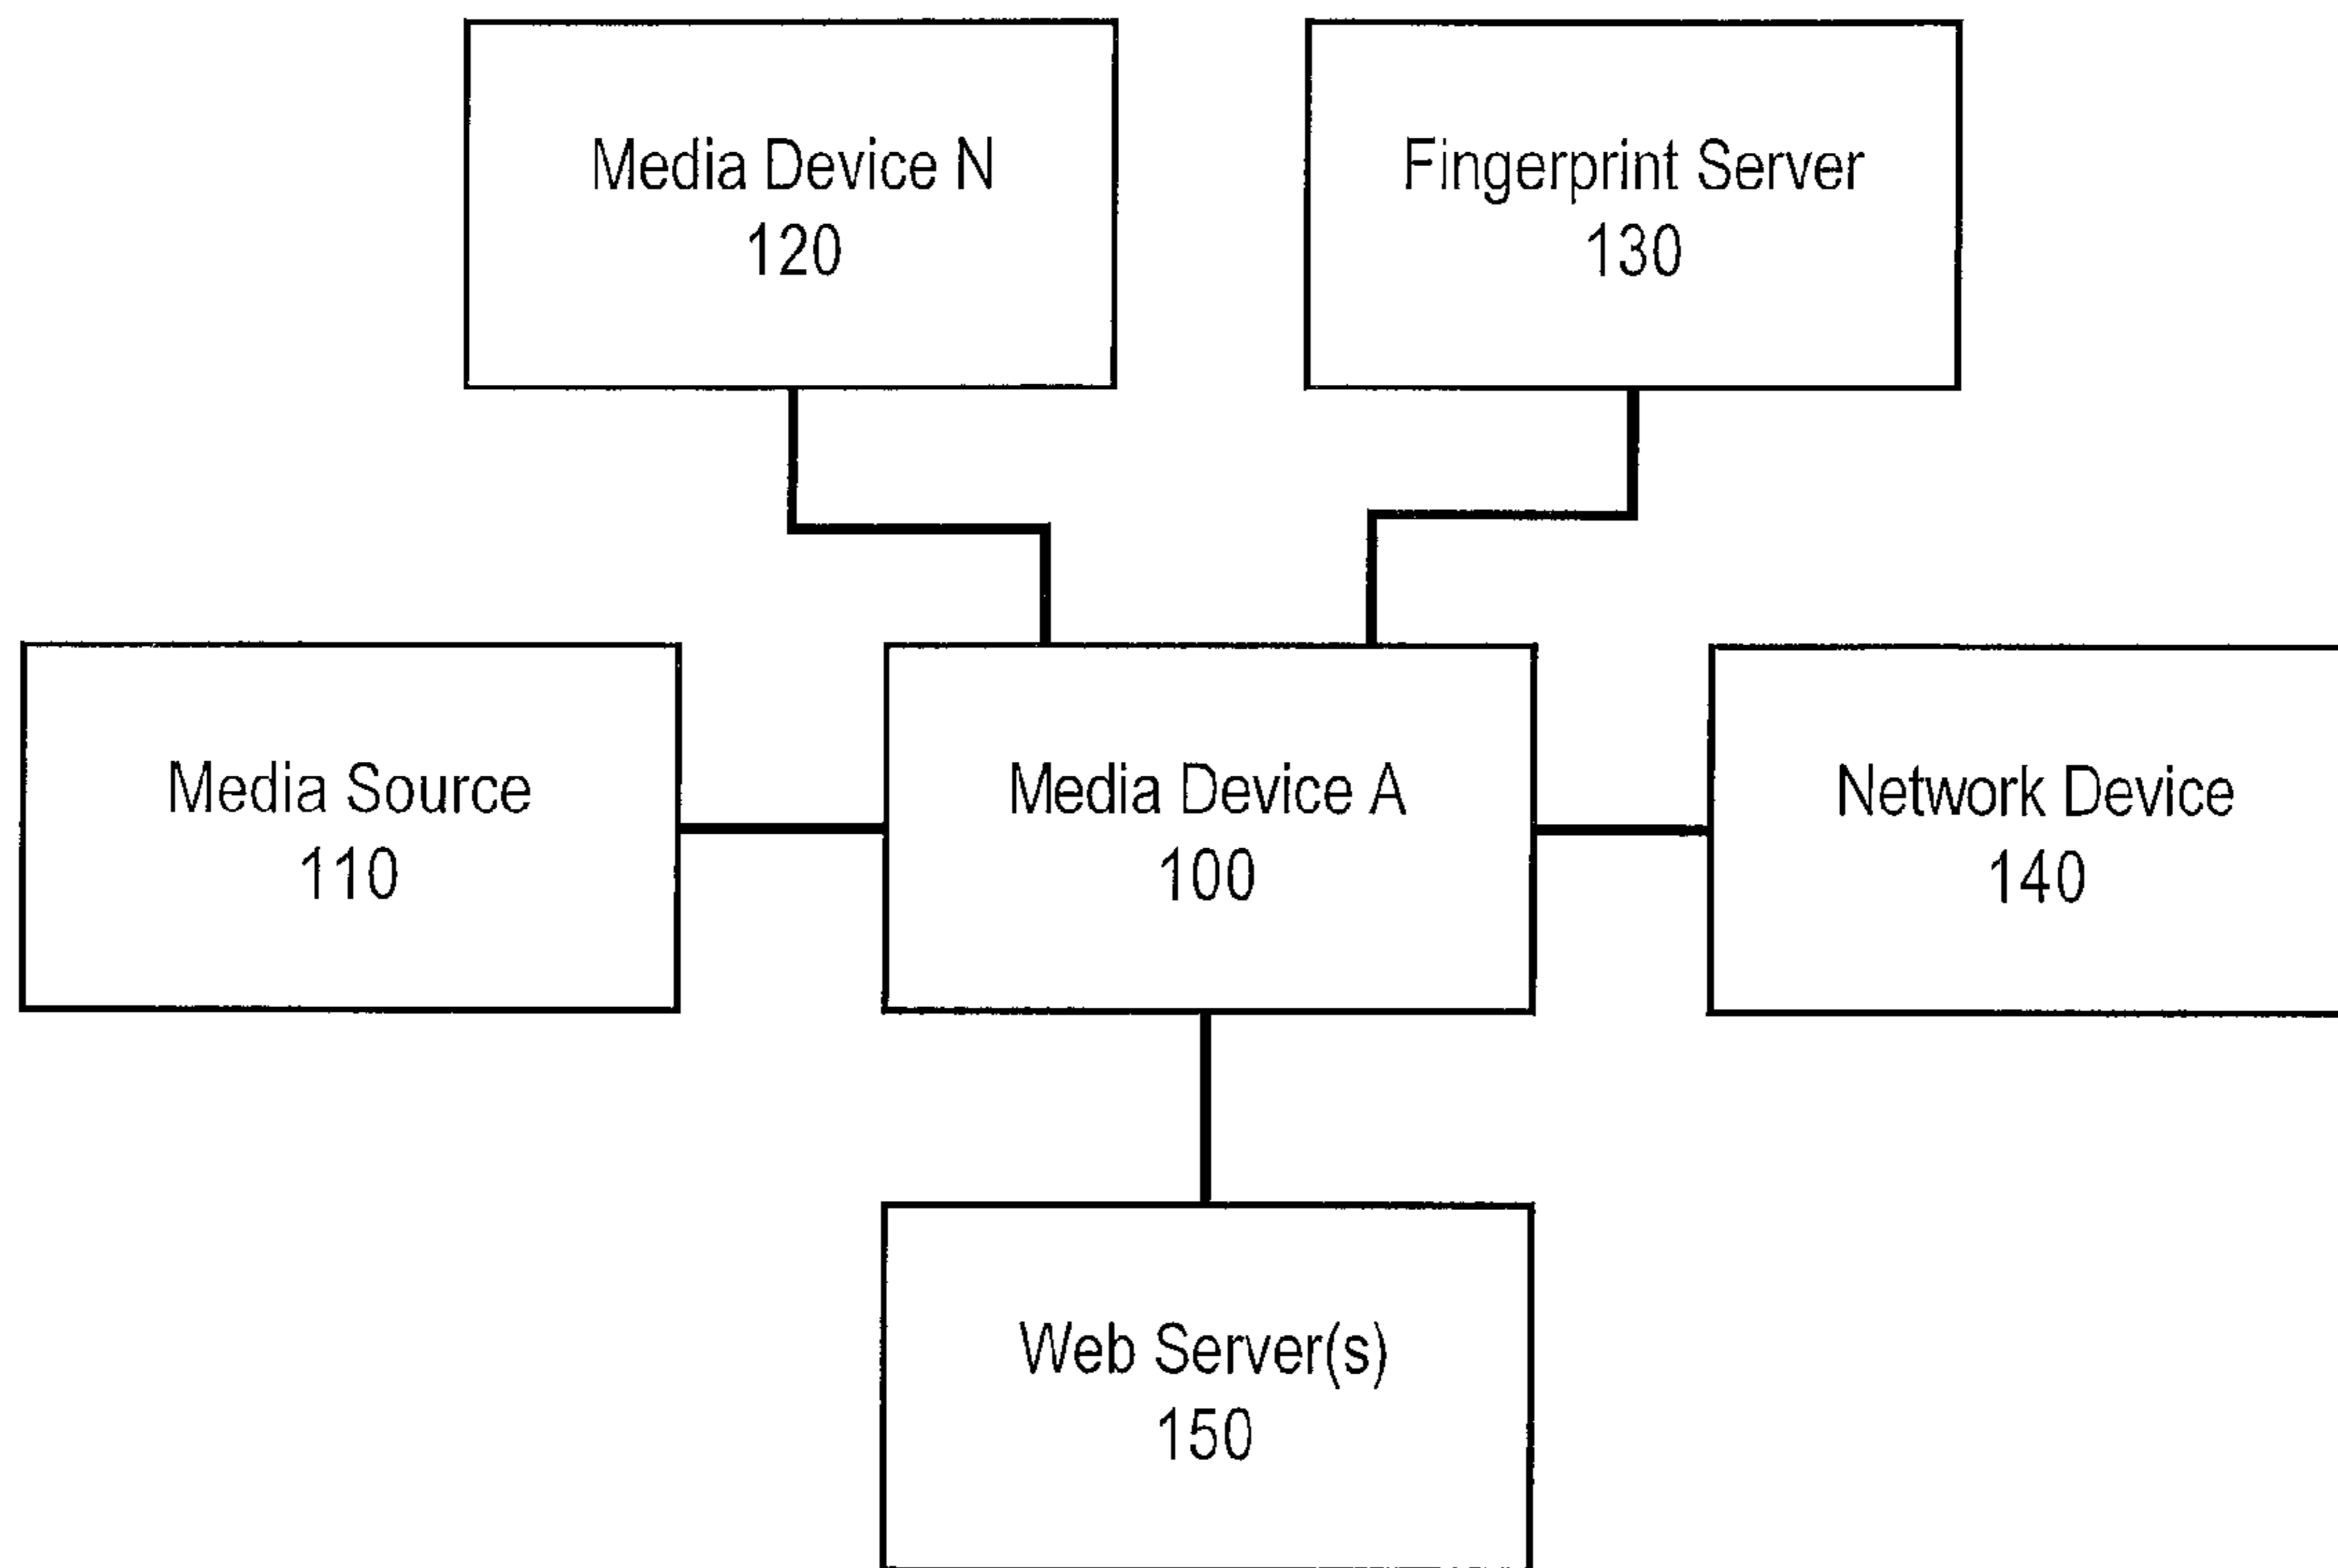 Media Device N
120
Fingerprint Server
130
Media Source
110
Media Device A
100
Network Device
140
Web Server(s)
150